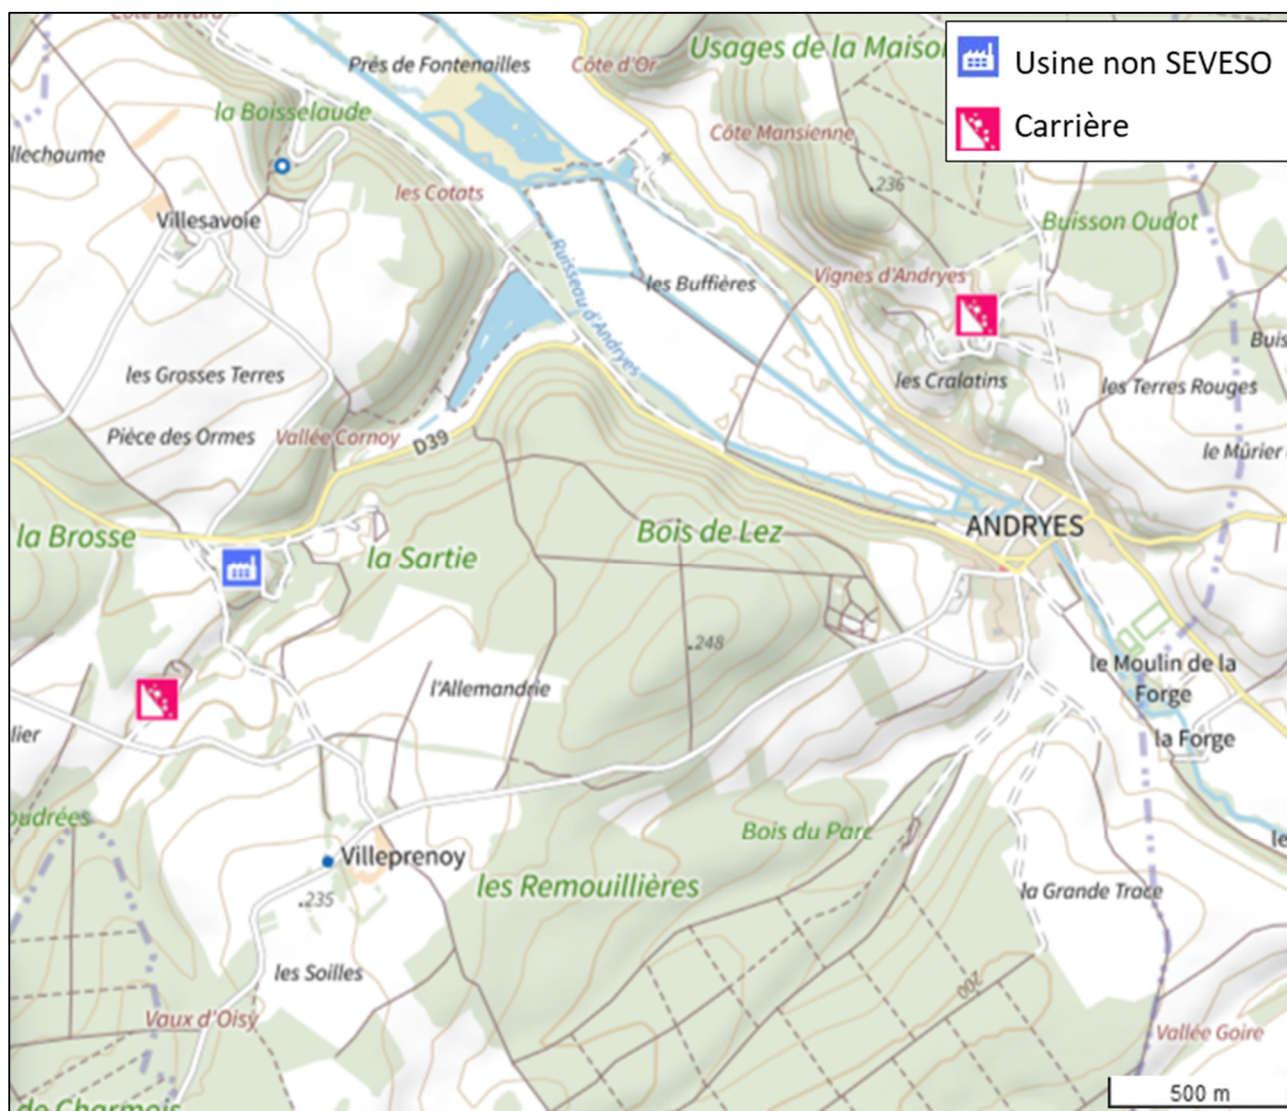 Côte Brivard
Prés de Fontenailles
Côte d'Or
Usages de la Maison
Usine non SEVESO
Carrière
la Boisselaude
Côte Mansienne
llechaume
les Cotats
236
Villesavoie
Buisson Oudot
Ruisseau d'Andryes
les Buffières
Vignes d'Andryes
Buis
les Grosses Terres
les Cralatins
les Terres Rouges
Pièce des Ormes
Vallée Cornoy
D39
le Mûrier
la Brosse
la Sartie
Bois de Lez
ANDRYES
248
le Moulin de la
Forge
l'Allemandrie
lier
la Forge
oudrées
Bois du Parc
le
Villeprenoy
les Remouillières
235
la Grande Trace
les Soilles
200
Vaux d'Oisy
Vallée Goire
500 m
de Charmois